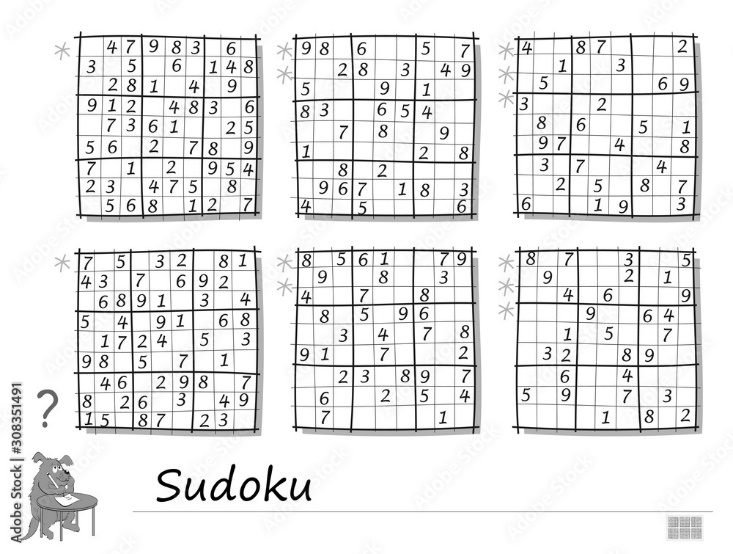 4 7 9 8 3 6
3 5 6 1 4 8
2 8 1 4 9
9 1 2 4 8 3 6
7 3 6 1 2 5
5 6 2 7 8 9
7 1 2 9 5 4
2 3 4 7 5 8
5 6 8 1 2 7
9 8 6 5 7
2 8 3 4 9
5 9 1
8 3 6 5 4
7 8 9
1 2 8
8 2
9 6 7 1 8 3
4 5 6
4 8 7 2
1 3
5 6 9
3 2
8 6 5 1
9 7 4 8
3 7 4
2 5 8 7
6 1 9 3
7 5 3 2 8 1
4 3 7 6 9 2
6 8 9 1 3 4
5 4 9 1 6 8
1 7 2 4 5 3
9 8 5 7 1
4 6 2 9 8 7
8 2 6 3 4 9
1 5 8 7 2 3
8 5 6 1 7 9
9 8 3
4 7 8
8 5 9 6
3 4 7 8
9 1 7 2
2 3 8 9 7
6 2 5 4
7 1
8 7 3 5
9 2 1
4 6 9
9 6 4
1 5 7
3 2 8 9
6 4
5 9 7 3
1 8 2
?
Sudoku
Adobe Stock | #308351491